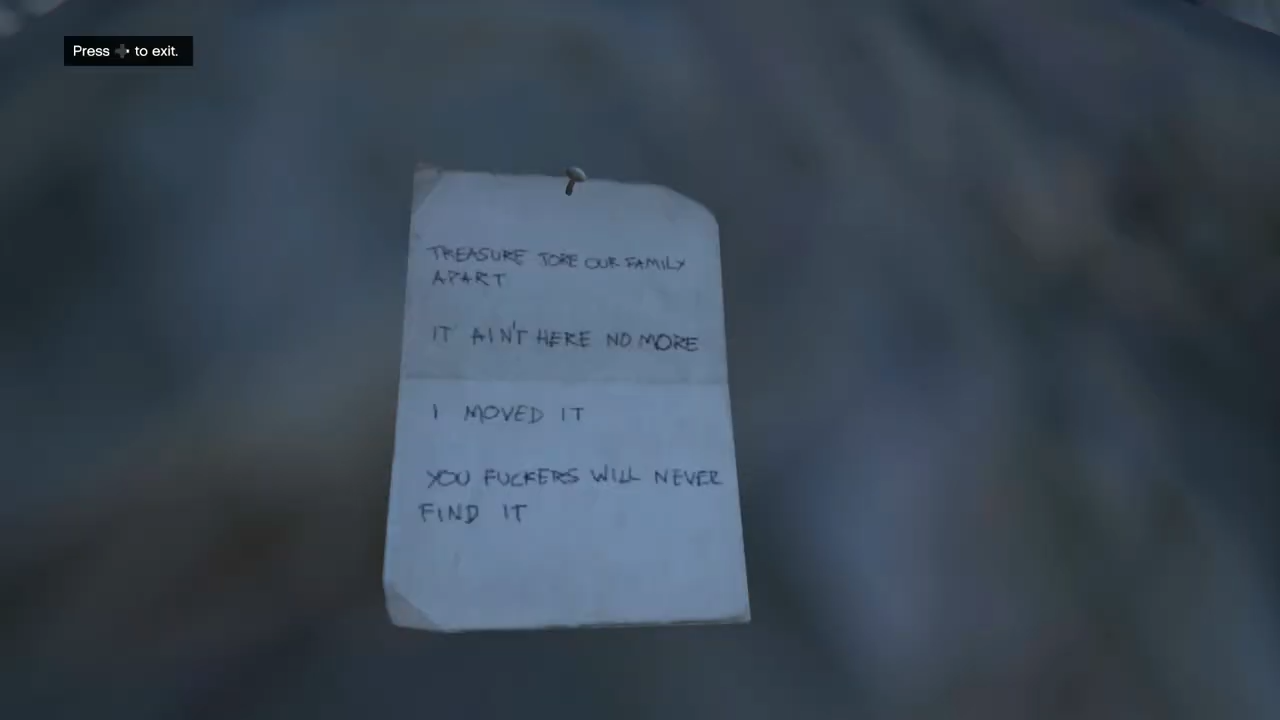 Press to exit.
TREASURE TORE OUR FAMILY
APART
IT AIN'T HERE NO MORE
I MOVED IT
YOU FUCKERS WILL NEVER
FIND IT